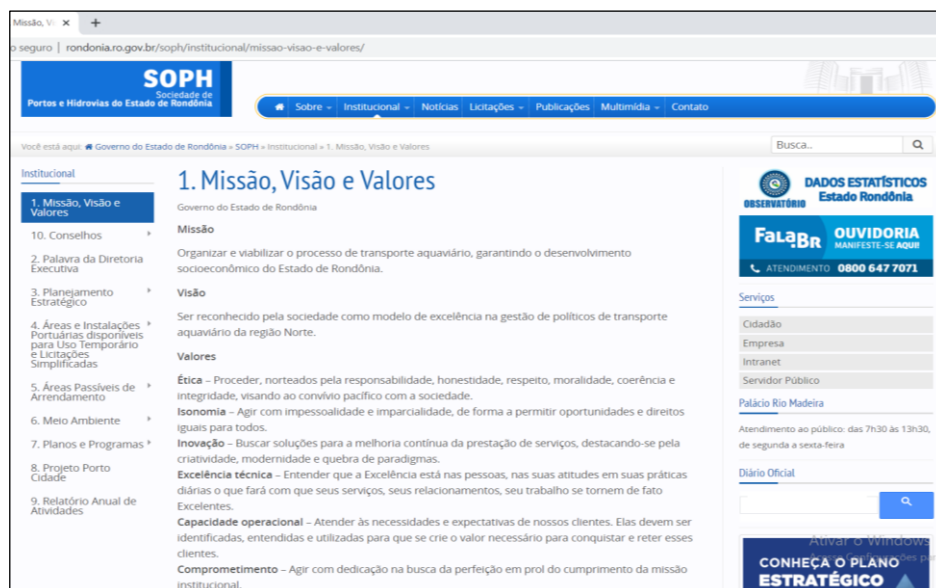 Missão, Vi
o seguro | rondonia.ro.gov.br/soph/institucional/missao-visao-e-valores/
SOPH
Sociedade de
Portos e Hidrovias do Estado de Rondônia
Sobre Institucional Notícias Licitações Publicações Multimídia Contato
Você está aqui: Governo do Estado de Rondônia » SOPH » Institucional » 1. Missão, Visão e Valores
Busca..
Institucional
1. Missão, Visão e
Valores
10. Conselhos
2. Palavra da Diretoria
Executiva
3. Planejamento
Estratégico
4. Áreas e Instalações
Portuárias disponíveis
para Uso Temporário
e Licitações
Simplificadas
5. Áreas Passíveis de
Arrendamento
6. Meio Ambiente
7. Planos e Programas
8. Projeto Porto
Cidade
9. Relatório Anual de
Atividades
1. Missão, Visão e Valores
Governo do Estado de Rondônia
Missão
Organizar e viabilizar o processo de transporte aquaviário, garantindo o desenvolvimento
socioeconômico do Estado de Rondônia.
Visão
Ser reconhecido pela sociedade como modelo de excelência na gestão de políticos de transporte
aquaviário da região Norte.
Valores
Ética – Proceder, norteados pela responsabilidade, honestidade, respeito, moralidade, coerência e
integridade, visando ao convívio pacífico com a sociedade.
Isonomia – Agir com impessoalidade e imparcialidade, de forma a permitir oportunidades e direitos
iguais para todos.
Inovação – Buscar soluções para a melhoria contínua da prestação de serviços, destacando-se pela
criatividade, modernidade e quebra de paradigmas.
Excelência técnica – Entender que a Excelência está nas pessoas, nas suas atitudes em suas práticas
diárias o que fará com que seus serviços, seus relacionamentos, seu trabalho se tornem de fato
Excelentes.
Capacidade operacional – Atender às necessidades e expectativas de nossos clientes. Elas devem ser
identificadas, entendidas e utilizadas para que se crie o valor necessário para conquistar e reter esses
clientes.
Comprometimento – Agir com dedicação na busca da perfeição em prol do cumprimento da missão
institucional.
OBSERVATÓRIO
DADOS ESTATÍSTICOS
Estado Rondônia
FalaBR
OUVIDORIA
MANIFESTE-SE AQUI!
ATENDIMENTO 0800 647 7071
Serviços
Cidadão
Empresa
Intranet
Servidor Público
Palácio Rio Madeira
Atendimento ao público: das 7h30 às 13h30,
de segunda a sexta-feira
Diário Oficial
Ativar o Windows
CONHEÇA O PLANO
ESTRATÉGICO